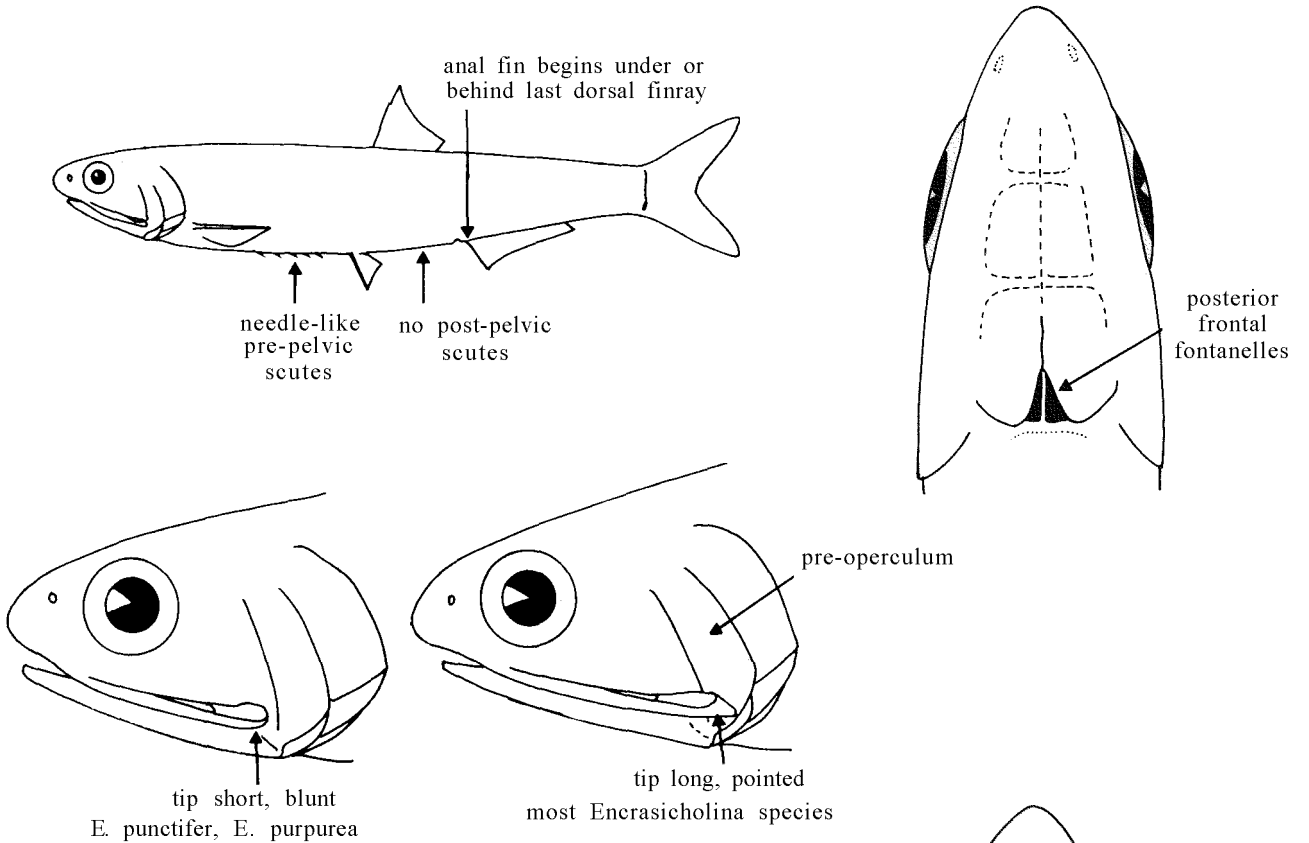 anal fin begins under or
behind last dorsal finray
needle-like
pre-pelvic
scutes
no post-pelvic
scutes
posterior
frontal
fontanelles
pre-operculum
tip short, blunt
E. punctifer, E. purpurea
tip long, pointed
most Encrasicholina species